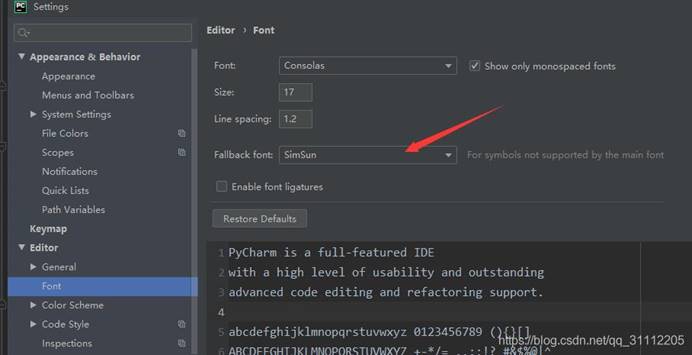 PC Settings
Editor › Font
Appearance & Behavior
Appearance
Menus and Toolbars
System Settings
File Colors
Scopes
Notifications
Quick Lists
Path Variables
Keymap
Editor
General
Font
Color Scheme
Code Style
Inspections
Font: Consolas Show only monospaced fonts
Size: 17
Line spacing: 1.2
Fallback font: SimSun For symbols not supported by the main font
Enable font ligatures
Restore Defaults
1 PyCharm is a full-featured IDE
2 with a high level of usability and outstanding
3 advanced code editing and refactoring support.
4
5 abcdefghijklmnopqrstuvwxyz 0123456789 (){}[]
6 ABCDEFGHIJKLMNOPQRSTUVWXYZ +-*/= .,:;!? #&$%@|^
https://blog.csdn.net/qq_31112205